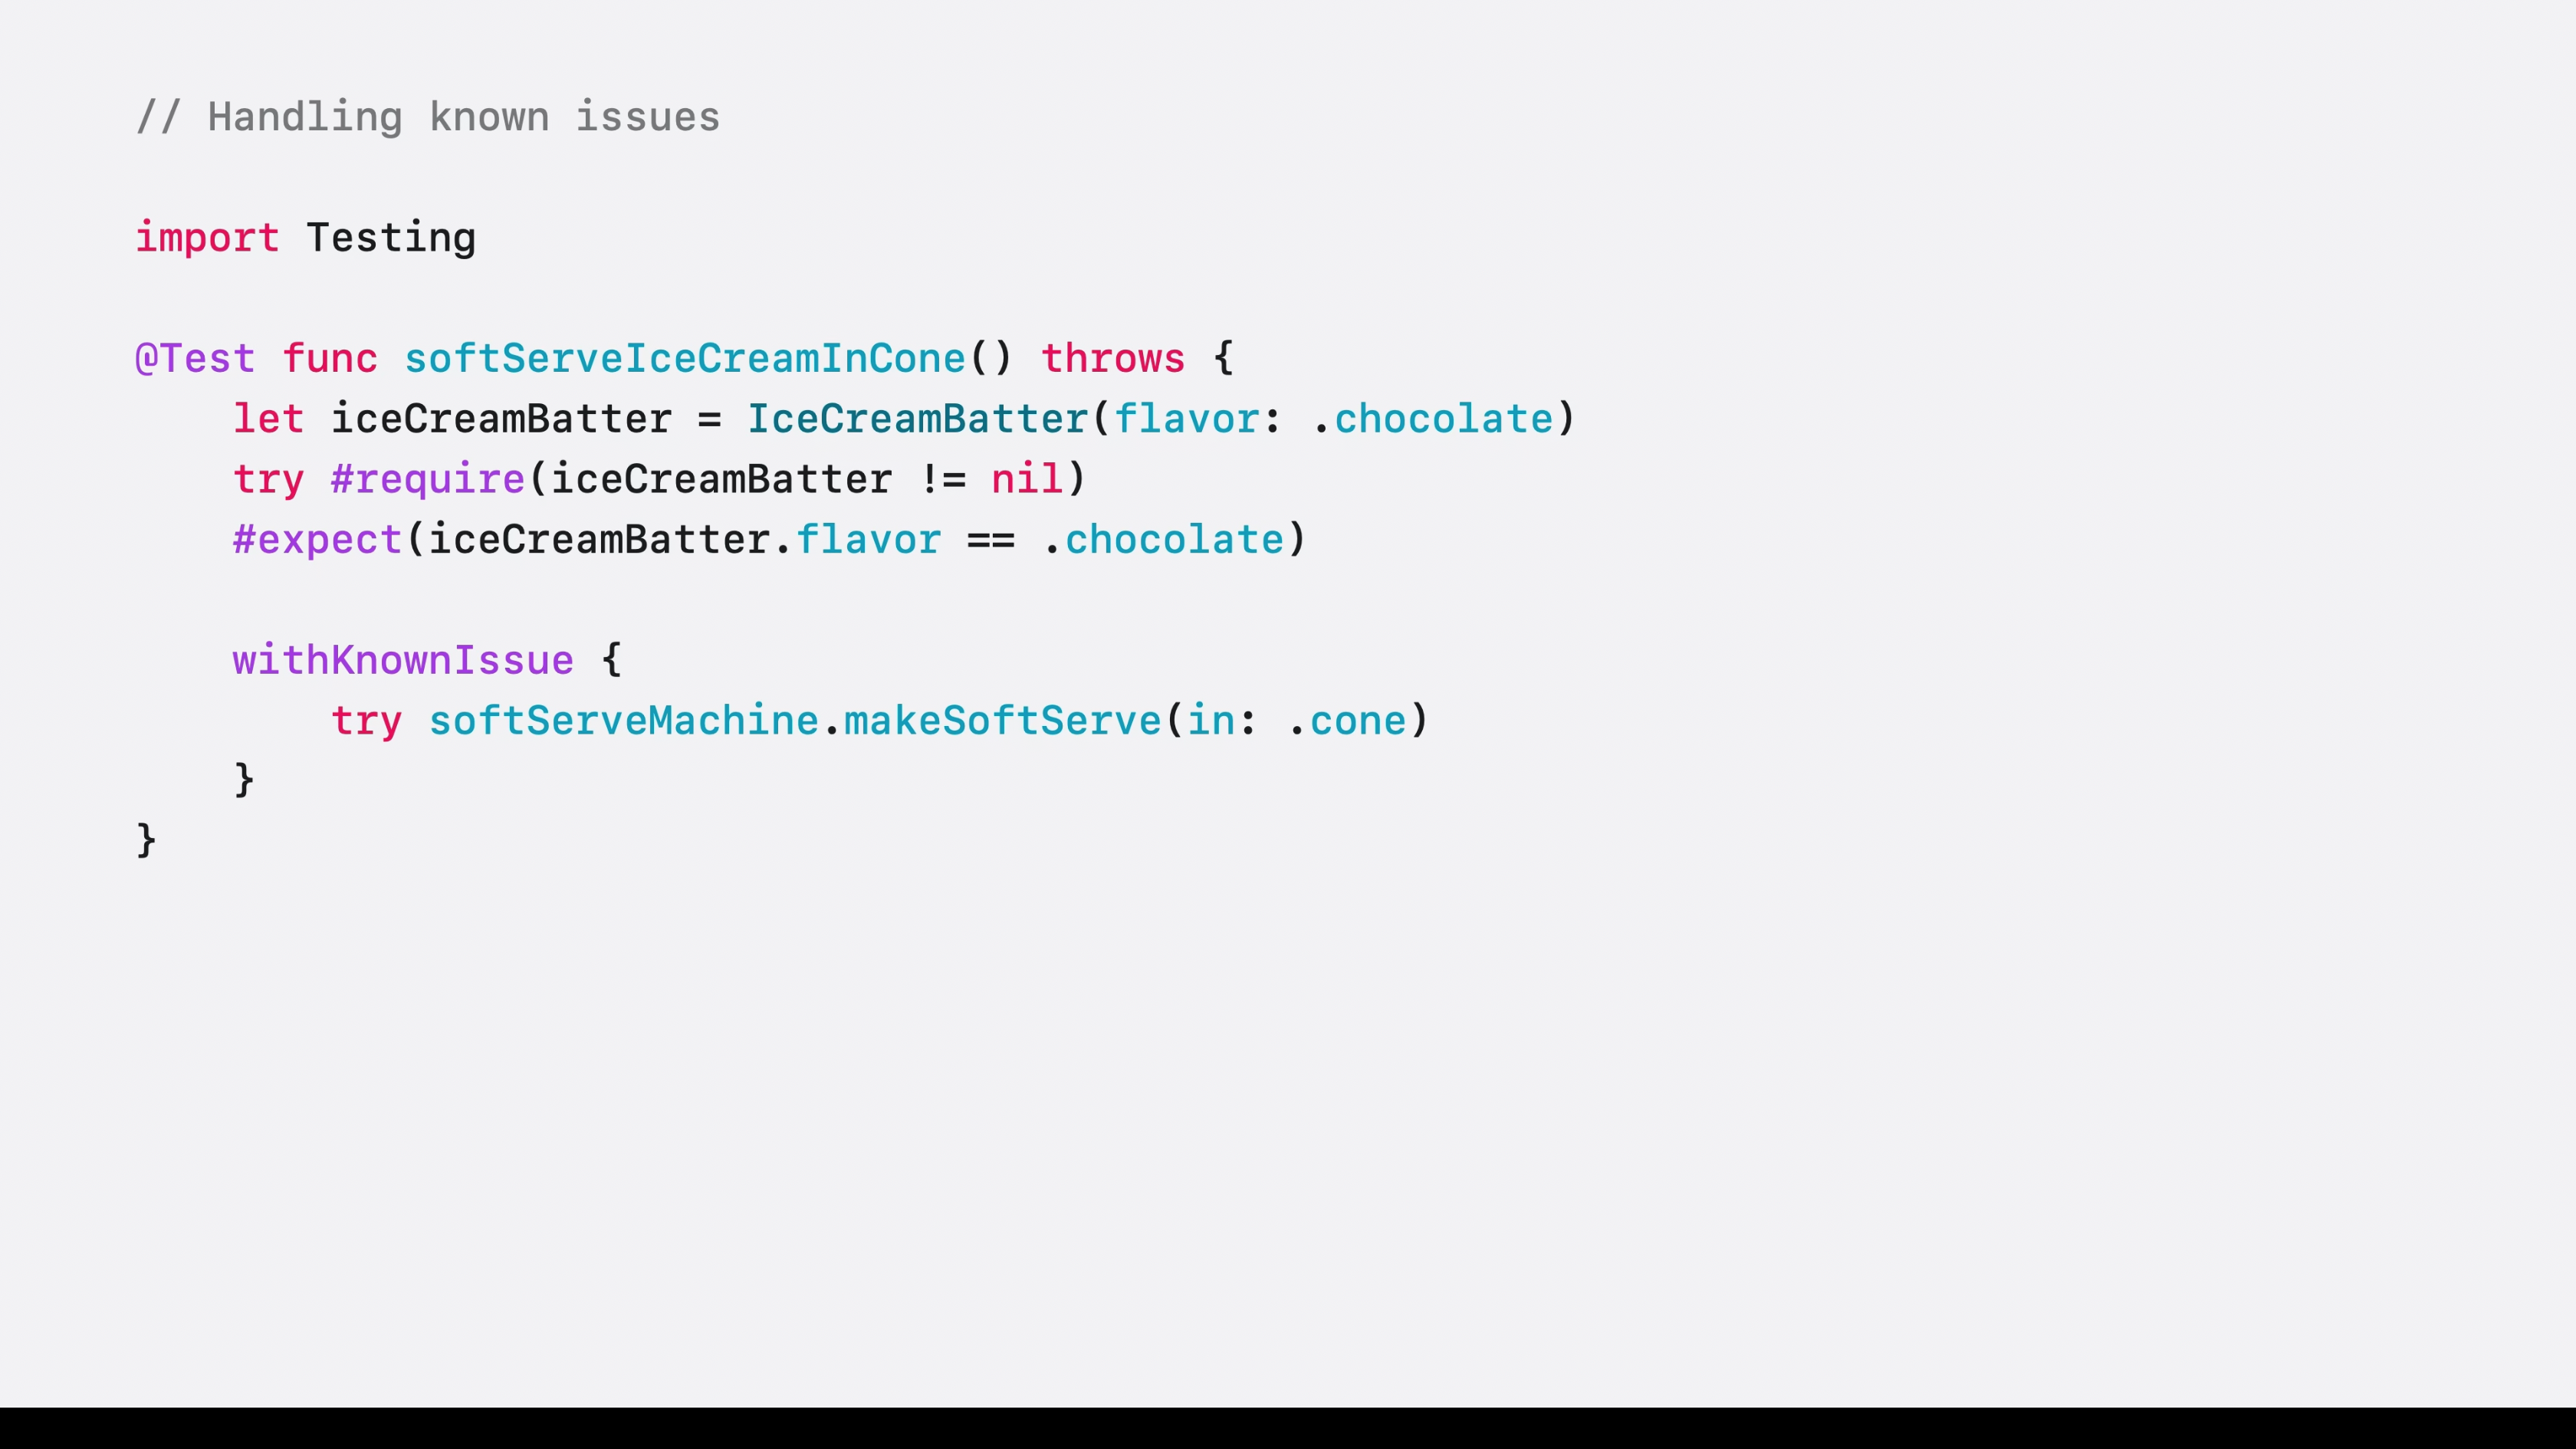 // Handling known issues
import Testing
@Test func softServeIceCreamInCone() throws {
    let iceCreamBatter = IceCreamBatter(flavor: .chocolate)
    try #require(iceCreamBatter != nil)
    #expect(iceCreamBatter.flavor == .chocolate)
    withKnownIssue {
        try softServeMachine.makeSoftServe(in: .cone)
    }
}